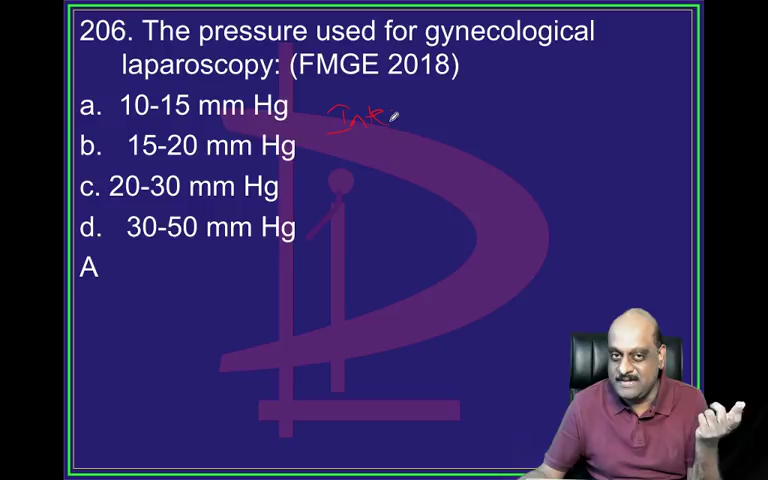 206. The pressure used for gynecological
laparoscopy: (FMGE 2018)
a. 10-15 mm Hg
Int
b. 15-20 mm Hg
c. 20-30 mm Hg
d. 30-50 mm Hg
A